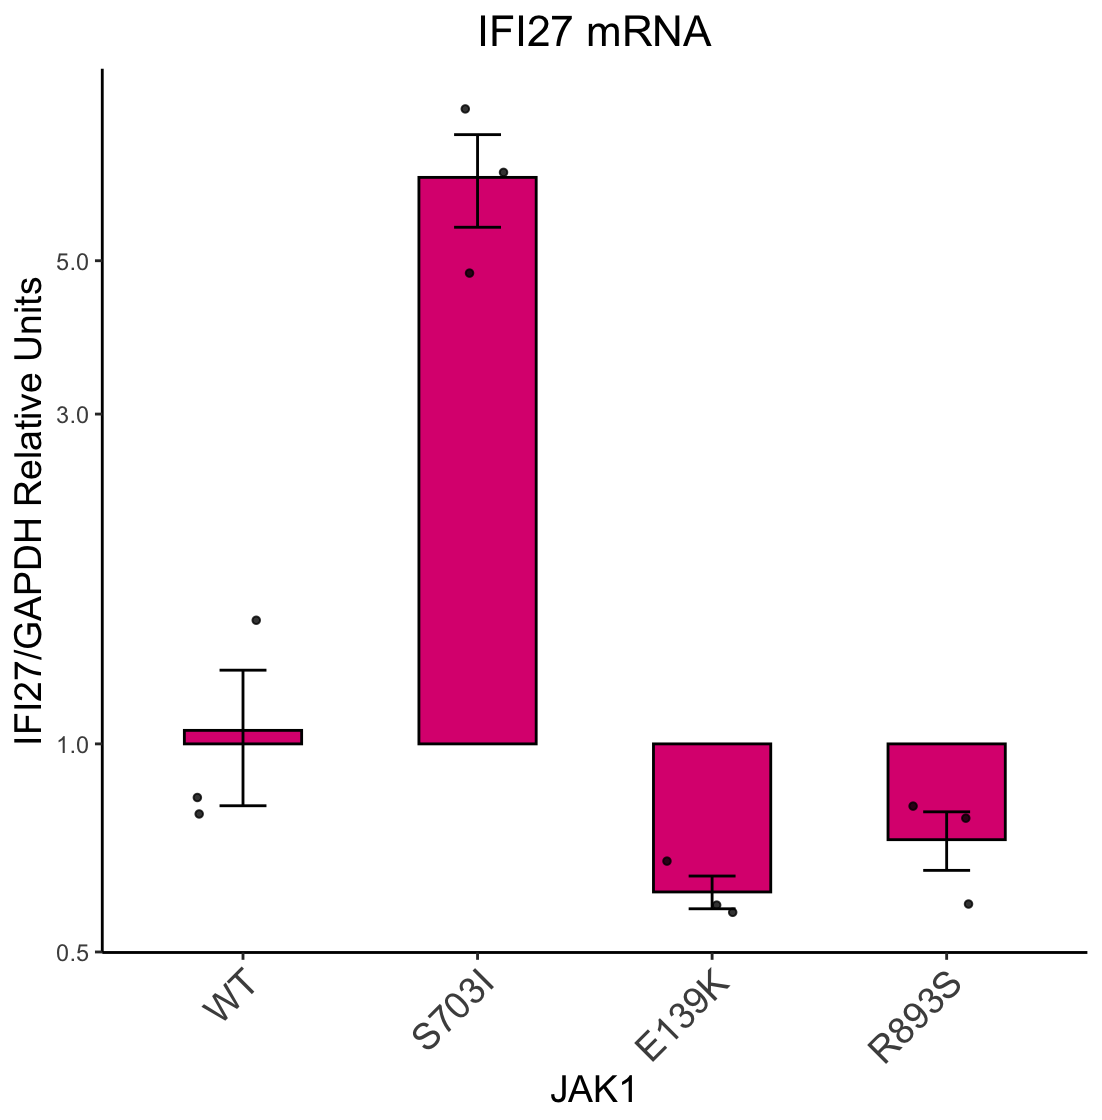 IFI27 mRNA
IFI27/GAPDH Relative Units
5.0
3.0
1.0
0.5
WT
S703I
E139K
R893S
JAK1